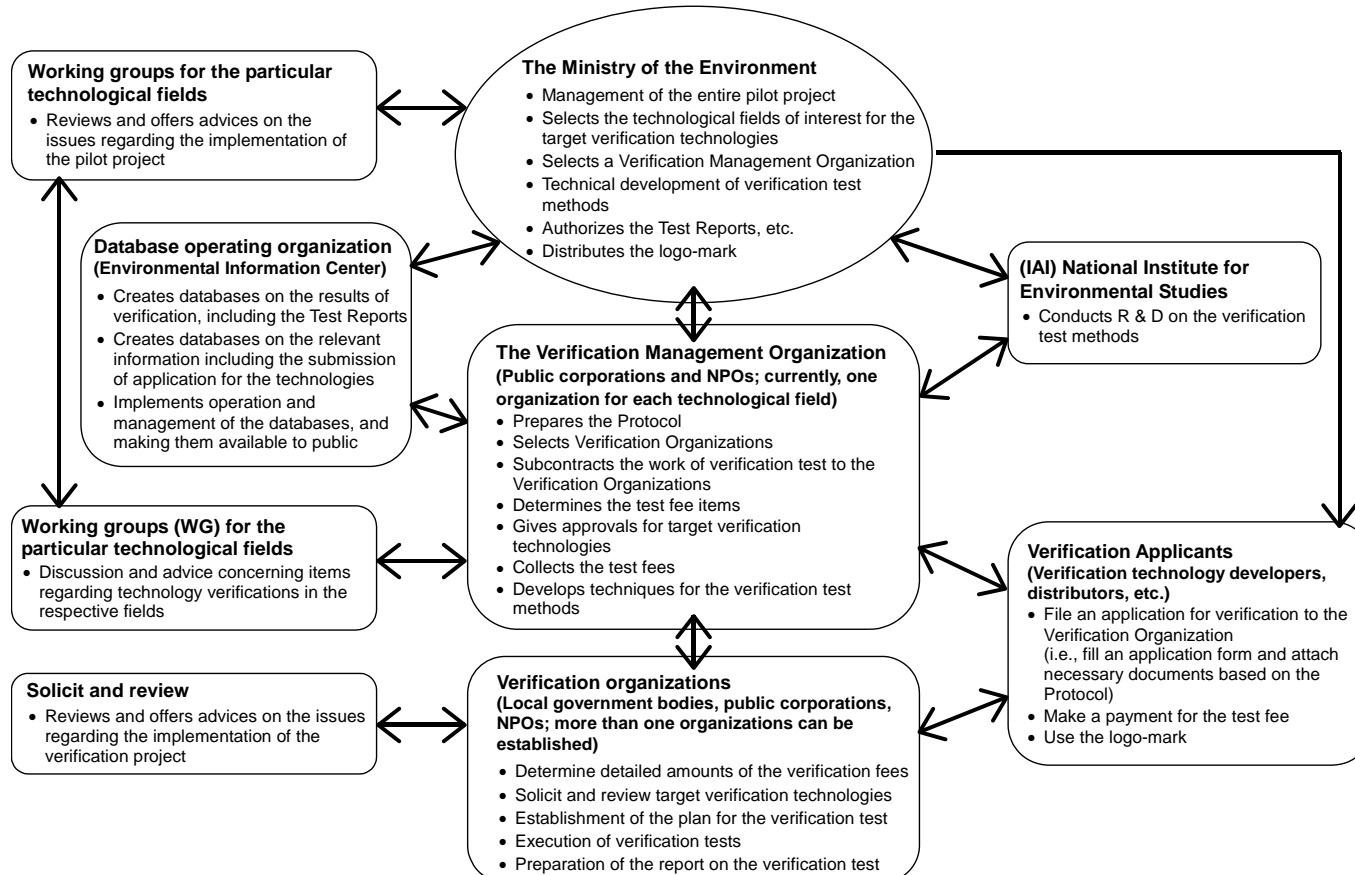 Working groups for the particular
technological fields
• Reviews and offers advices on the
issues regarding the implementation of
the pilot project
The Ministry of the Environment
• Management of the entire pilot project
• Selects the technological fields of interest for the
target verification technologies
• Selects a Verification Management Organization
• Technical development of verification test
methods
• Authorizes the Test Reports, etc.
• Distributes the logo-mark
Database operating organization
(Environmental Information Center)
• Creates databases on the results of
verification, including the Test Reports
• Creates databases on the relevant
information including the submission
of application for the technologies
• Implements operation and
management of the databases, and
making them available to public
(IAI) National Institute for
Environmental Studies
• Conducts R & D on the verification
test methods
The Verification Management Organization
(Public corporations and NPOs; currently, one
organization for each technological field)
• Prepares the Protocol
• Selects Verification Organizations
• Subcontracts the work of verification test to the
Verification Organizations
• Determines the test fee items
• Gives approvals for target verification
technologies
• Collects the test fees
• Develops techniques for the verification test
methods
Working groups (WG) for the
particular technological fields
• Discussion and advice concerning items
regarding technology verifications in the
respective fields
Verification Applicants
(Verification technology developers,
distributors, etc.)
• File an application for verification to the
Verification Organization
(i.e., fill an application form and attach
necessary documents based on the
Protocol)
• Make a payment for the test fee
• Use the logo-mark
Solicit and review
• Reviews and offers advices on the issues
regarding the implementation of the
verification project
Verification organizations
(Local government bodies, public corporations,
NPOs; more than one organizations can be
established)
• Determine detailed amounts of the verification fees
• Solicit and review target verification technologies
• Establishment of the plan for the verification test
• Execution of verification tests
• Preparation of the report on the verification test